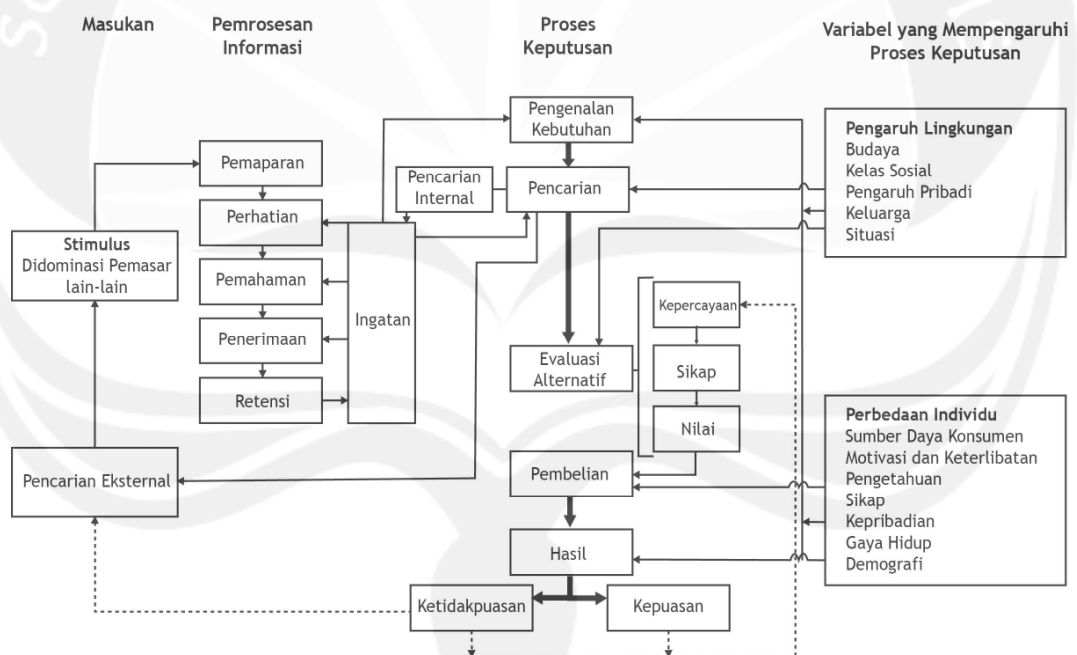 Masukan
Pemrosesan
Informasi
Proses
Keputusan
Variabel yang Mempengaruhi
Proses Keputusan
Pemaparan
Perhatian
Pemahaman
Penerimaan
Retensi
Stimulus
Didominasi Pemasar
lain-lain
Pencarian Eksternal
Ingatan
Pencarian
Internal
Pengenalan
Kebutuhan
Pencarian
Evaluasi
Alternatif
Kepercayaan
Sikap
Nilai
Pembelian
Hasil
Ketidakpuasan
Kepuasan
Pengaruh Lingkungan
Budaya
Kelas Sosial
Pengaruh Pribadi
Keluarga
Situasi
Perbedaan Individu
Sumber Daya Konsumen
Motivasi dan Keterlibatan
Pengetahuan
Sikap
Kepribadian
Gaya Hidup
Demografi